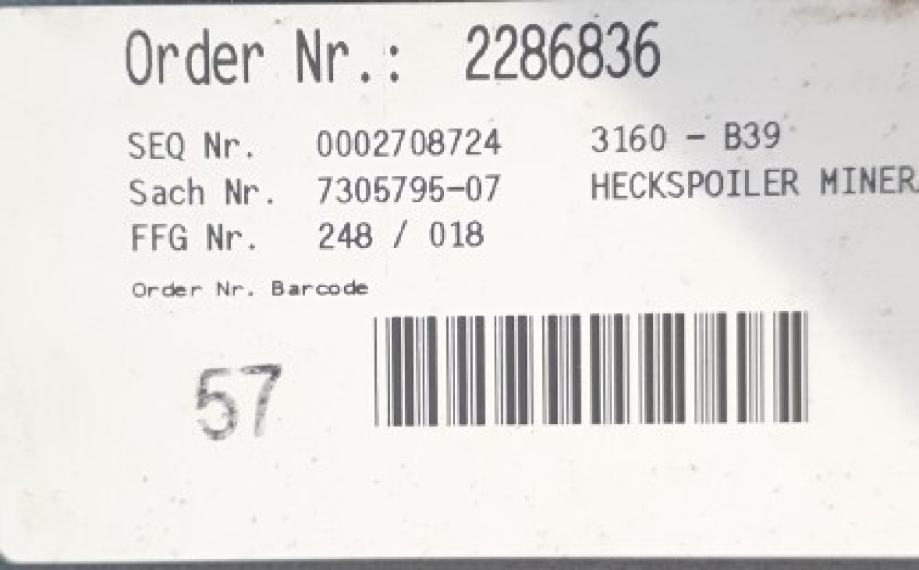 Order Nr.: 2286836
SEQ Nr. 0002708724 3160 - B39
Sach Nr. 7305795-07 HECKSPOILER MINER
FFG Nr. 248 / 018
Order Nr. Barcode
57